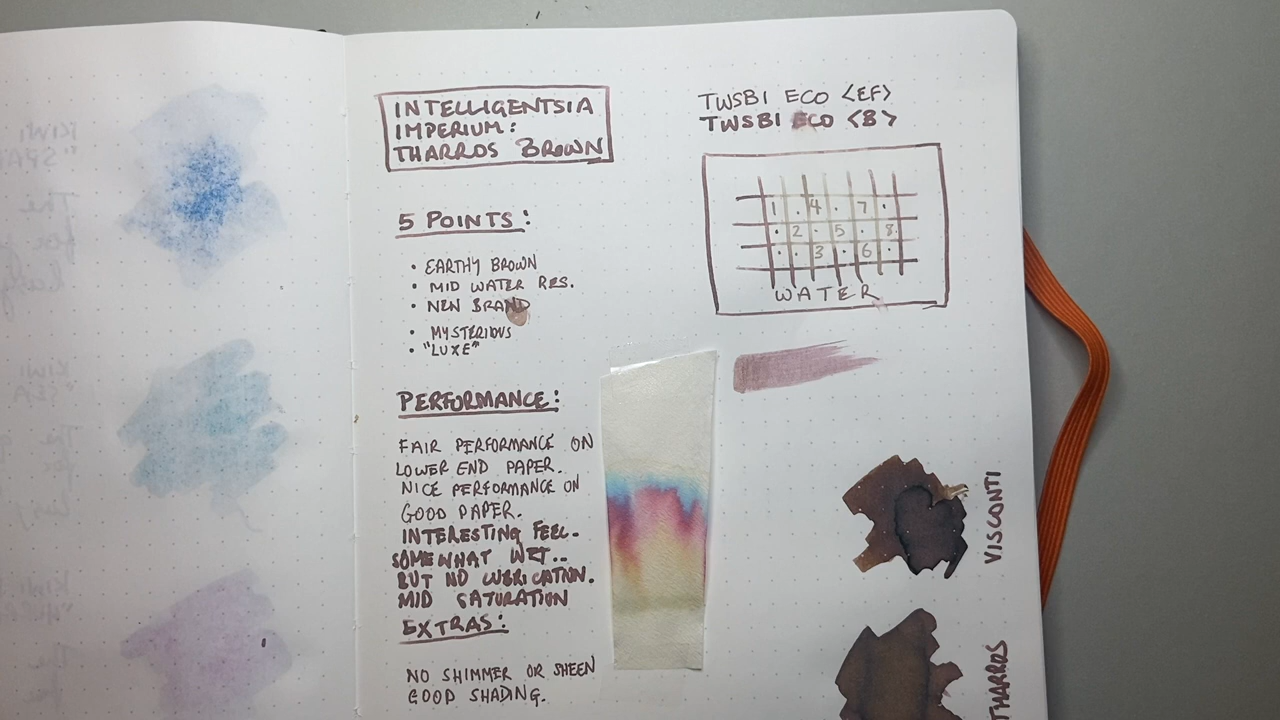 INTELLIGENTSIA
IMPERIUM:
THARROS BROWN
5 POINTS:
• EARTHY BROWN
• MID WATER RES.
• NEW BRAND
• MYSTERIOUS
• "LUXE"
PERFORMANCE:
FAIR PERFORMANCE ON
LOWER END PAPER.
NICE PERFORMANCE ON
GOOD PAPER.
INTERESTING FEEL.
SOMEWHAT WET...
BUT NO LUBRICATION.
MID SATURATION
EXTRAS:
NO SHIMMER OR SHEEN
GOOD SHADING.
TWSBI ECO <EF>
TWSBI ECO <B>
1 . 4 . 7 .
. 2 . 5 . 8
. . 3 . 6 .
WATER
VISCONTI
THARROS